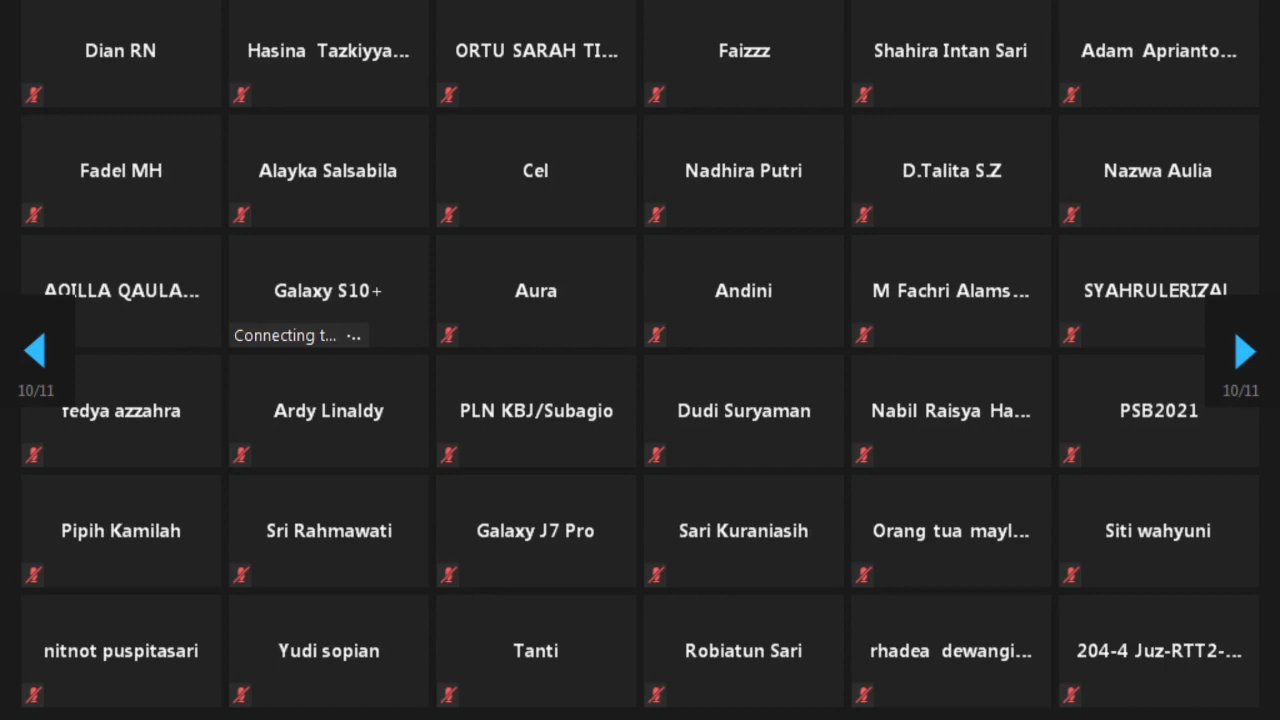 Dian RN
Hasina Tazkiyya...
ORTU SARAH TI...
Faizzz
Shahira Intan Sari
Adam Aprianto...
Fadel MH
Alayka Salsabila
Cel
Nadhira Putri
D.Talita S.Z
Nazwa Aulia
AQILLA QAULA...
Galaxy S10+
Connecting t...
Aura
Andini
M Fachri Alams...
SYAHRULERIZAL
10/11
10/11
fedya azzahra
Ardy Linaldy
PLN KBJ/Subagio
Dudi Suryaman
Nabil Raisya Ha...
PSB2021
Pipih Kamilah
Sri Rahmawati
Galaxy J7 Pro
Sari Kuraniasih
Orang tua mayl...
Siti wahyuni
nitnot puspitasari
Yudi sopian
Tanti
Robiatun Sari
rhadea dewangi...
204-4 Juz-RTT2-...